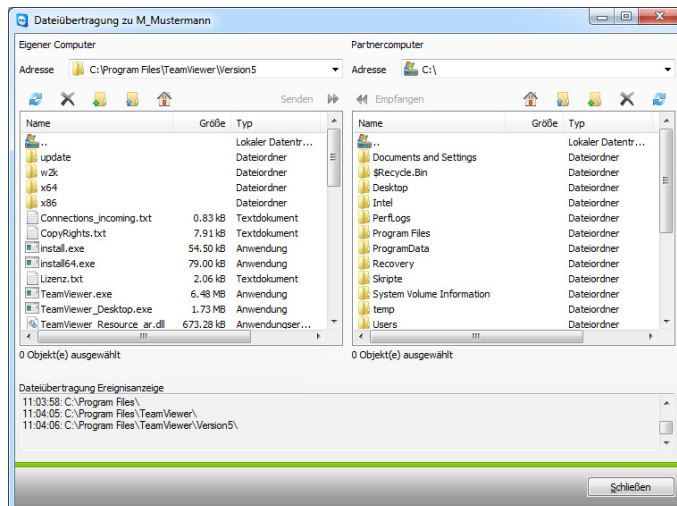 Dateiübertragung zu M_Mustermann
Eigener Computer
Adresse C:\Program Files\TeamViewer\Version5
Senden
Name Größe Typ
.. Lokaler Datentr...
update Dateiordner
w2k Dateiordner
x64 Dateiordner
x86 Dateiordner
Connections_incoming.txt 0.83 kB Textdokument
CopyRights.txt 7.91 kB Textdokument
install.exe 54.50 kB Anwendung
install64.exe 79.00 kB Anwendung
Lizenz.txt 2.06 kB Textdokument
TeamViewer.exe 6.48 MB Anwendung
TeamViewer_Desktop.exe 1.73 MB Anwendung
TeamViewer_Resource_ar.dll 673.28 kB Anwendungser...
0 Objekt(e) ausgewählt
Partnercomputer
Adresse C:\
Empfangen
Name Größe Typ
.. Lokaler Datentr...
Documents and Settings Dateiordner
$Recycle.Bin Dateiordner
Desktop Dateiordner
Intel Dateiordner
PerfLogs Dateiordner
Program Files Dateiordner
ProgramData Dateiordner
Recovery Dateiordner
Skripte Dateiordner
System Volume Information Dateiordner
temp Dateiordner
Users Dateiordner
0 Objekt(e) ausgewählt
Dateiübertragung Ereignisanzeige
11:03:58: C:\Program Files\
11:04:05: C:\Program Files\TeamViewer\
11:04:06: C:\Program Files\TeamViewer\Version5\
Schließen